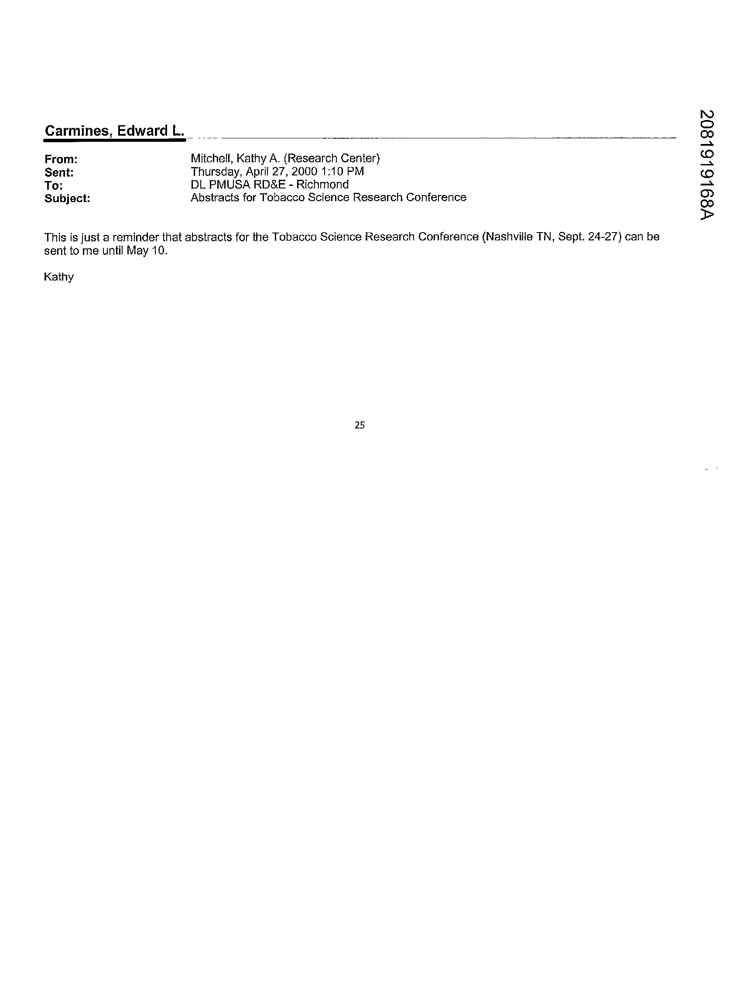 Carmines, Edward L.
From: Mitchell, Kathy A. (Research Center)
Sent: Thursday, April 27, 2000 1:10 PM
To: DL PMUSA RD&E - Richmond
Subject: Abstracts for Tobacco Science Research Conference
This is just a reminder that abstracts for the Tobacco Science Research Conference (Nashville TN, Sept. 24-27) can be
sent to me until May 10.
Kathy
25
2081919168A